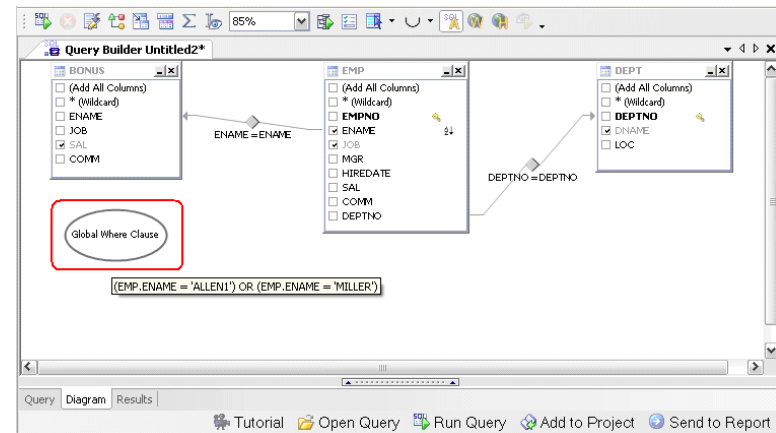 85%
SQL
Query Builder Untitled2*
BONUS
(Add All Columns)
* (Wildcard)
ENAME
JOB
SAL
COMM
ENAME =ENAME
EMP
(Add All Columns)
* (Wildcard)
EMPNO
ENAME
JOB
MGR
HIREDATE
SAL
COMM
DEPTNO
DEPTNO =DEPTNO
DEPT
(Add All Columns)
* (Wildcard)
DEPTNO
DNAME
LOC
Global Where Clause
(EMP.ENAME = 'ALLEN1') OR (EMP.ENAME = 'MILLER')
Query Diagram Results
Tutorial Open Query Run Query Add to Project Send to Report